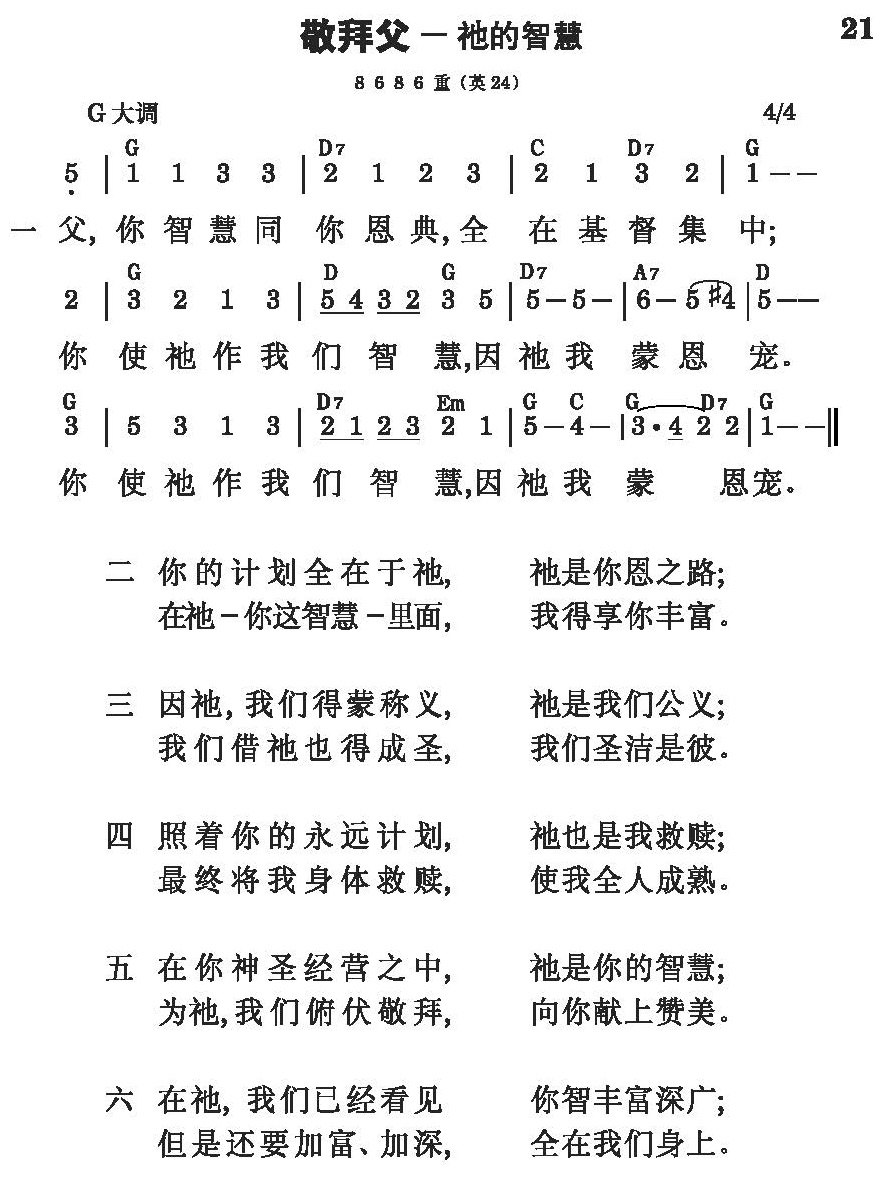 敬拜父－祂的智慧 21
8 6 8 6 重（英24）
G大调 4/4
G D7 C D7 G
5̣ | 1 1 3 3 | 2 1 2 3 | 2 1 3 2 | 1 - -
一 父, 你智慧同你恩典,全在基督集中;
G D G D7 A7 D
2 | 3 2 1 3 | 5 4 3 2 3 5 | 5 - 5 - | 6 - 5 #4 | 5 - -
你使祂作我们智慧,因祂我蒙恩宠。
G D7 Em G C G D7 G
3 | 5 3 1 3 | 2 1 2 3 2 1 | 5 - 4 - | 3 · 4 2 2 | 1 - - ||
你使祂作我们智慧,因祂我蒙恩宠。
二 你的计划全在于祂, 祂是你恩之路;
在祂－你这智慧－里面, 我得享你丰富。
三 因祂, 我们得蒙称义, 祂是我们公义;
我们借祂也得成圣, 我们圣洁是彼。
四 照着你的永远计划, 祂也是我救赎;
最终将我身体救赎, 使我全人成熟。
五 在你神圣经营之中, 祂是你的智慧;
为祂,我们俯伏敬拜, 向你献上赞美。
六 在祂, 我们已经看见 你智丰富深广;
但是还要加富、加深, 全在我们身上。